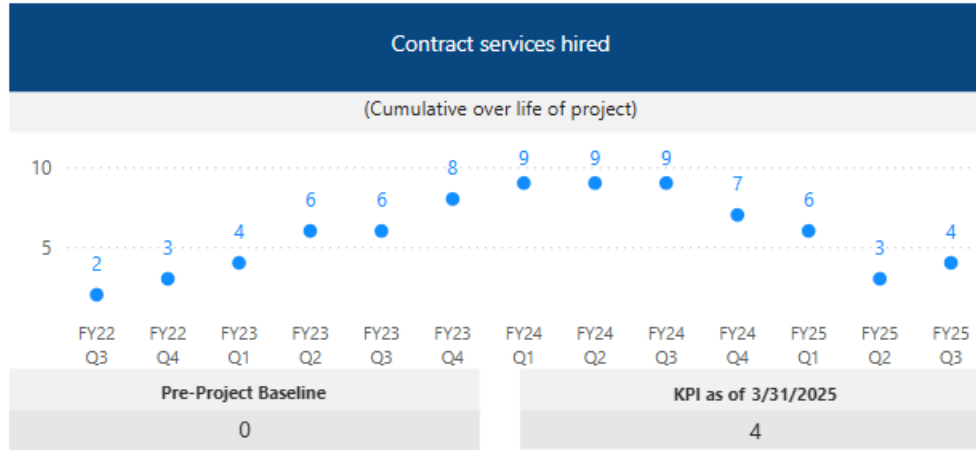 Contract services hired
(Cumulative over life of project)
10
5
2
3
4
6
6
8
9
9
9
7
6
3
4
FY22 Q3
FY22 Q4
FY23 Q1
FY23 Q2
FY23 Q3
FY23 Q4
FY24 Q1
FY24 Q2
FY24 Q3
FY24 Q4
FY25 Q1
FY25 Q2
FY25 Q3
Pre-Project Baseline
0
KPI as of 3/31/2025
4